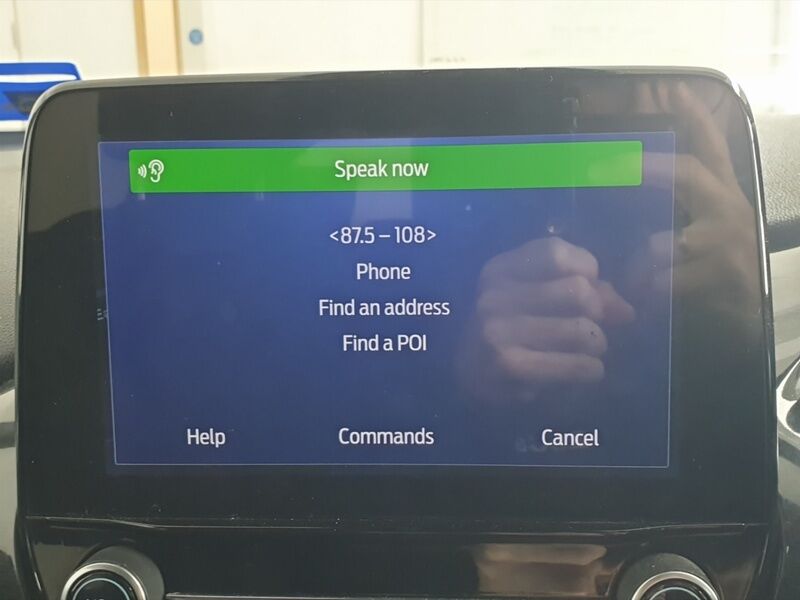 Speak now
<87.5 – 108>
Phone
Find an address
Find a POI
Help Commands Cancel